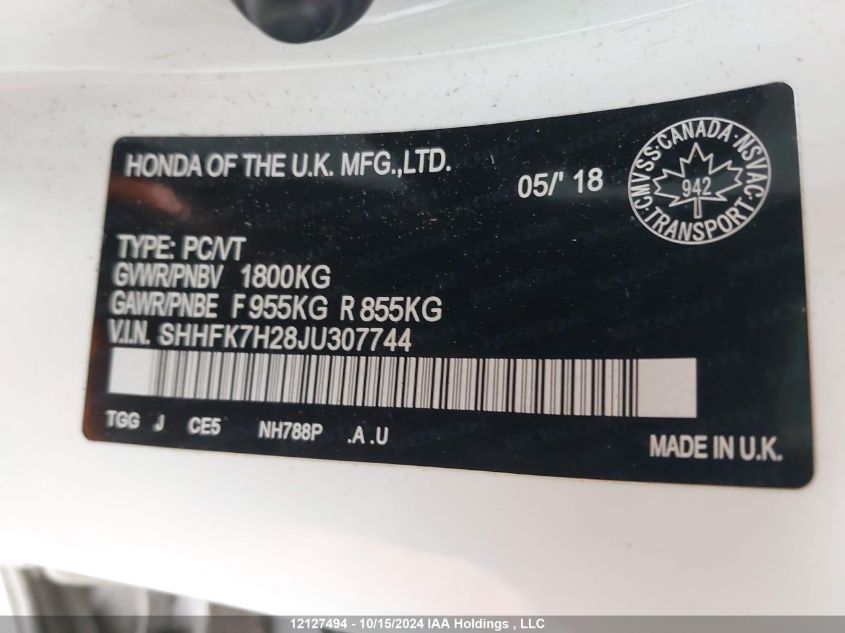 HONDA OF THE U.K. MFG.,LTD.
05/' 18
CMVSS·CANADA·NSVAC
942
·TRANSPORT·
TYPE: PC/VT
GVWR/PNBV 1800KG
GAWR/PNBE F 955KG R 855KG
V.I.N. SHHFK7H28JU307744
TGG J CE5 NH788P .A .U
MADE IN U.K.
12127494 - 10/15/2024 IAA Holdings , LLC